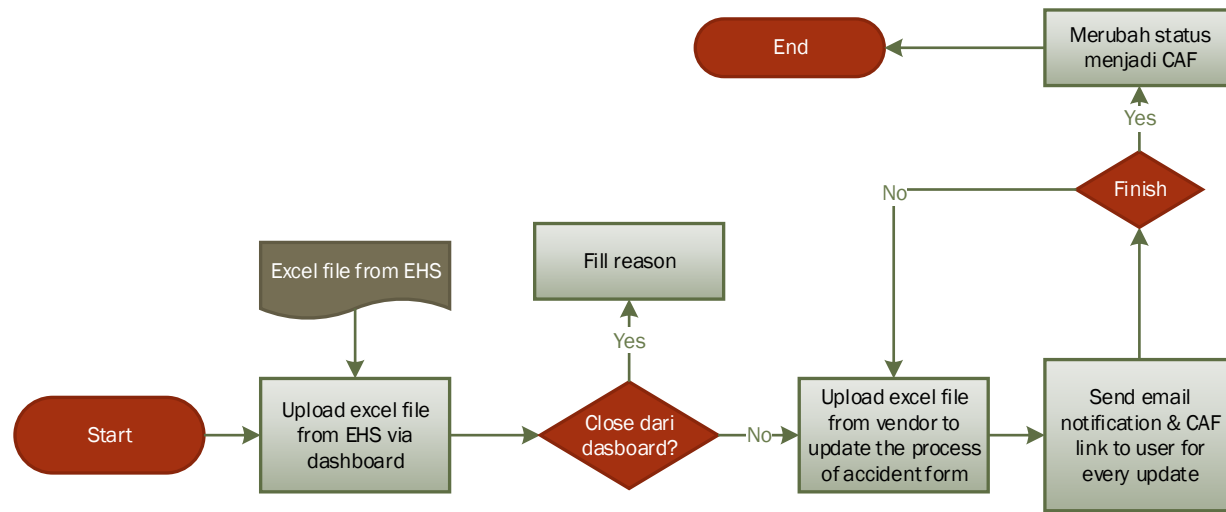 End
Merubah status
menjadi CAF
Yes
Finish
No
Excel file from EHS
Fill reason
Yes
Start
Upload excel file
from EHS via
dashboard
Close dari
dasboard?
No
Upload excel file
from vendor to
update the process
of accident form
Send email
notification & CAF
link to user for
every update